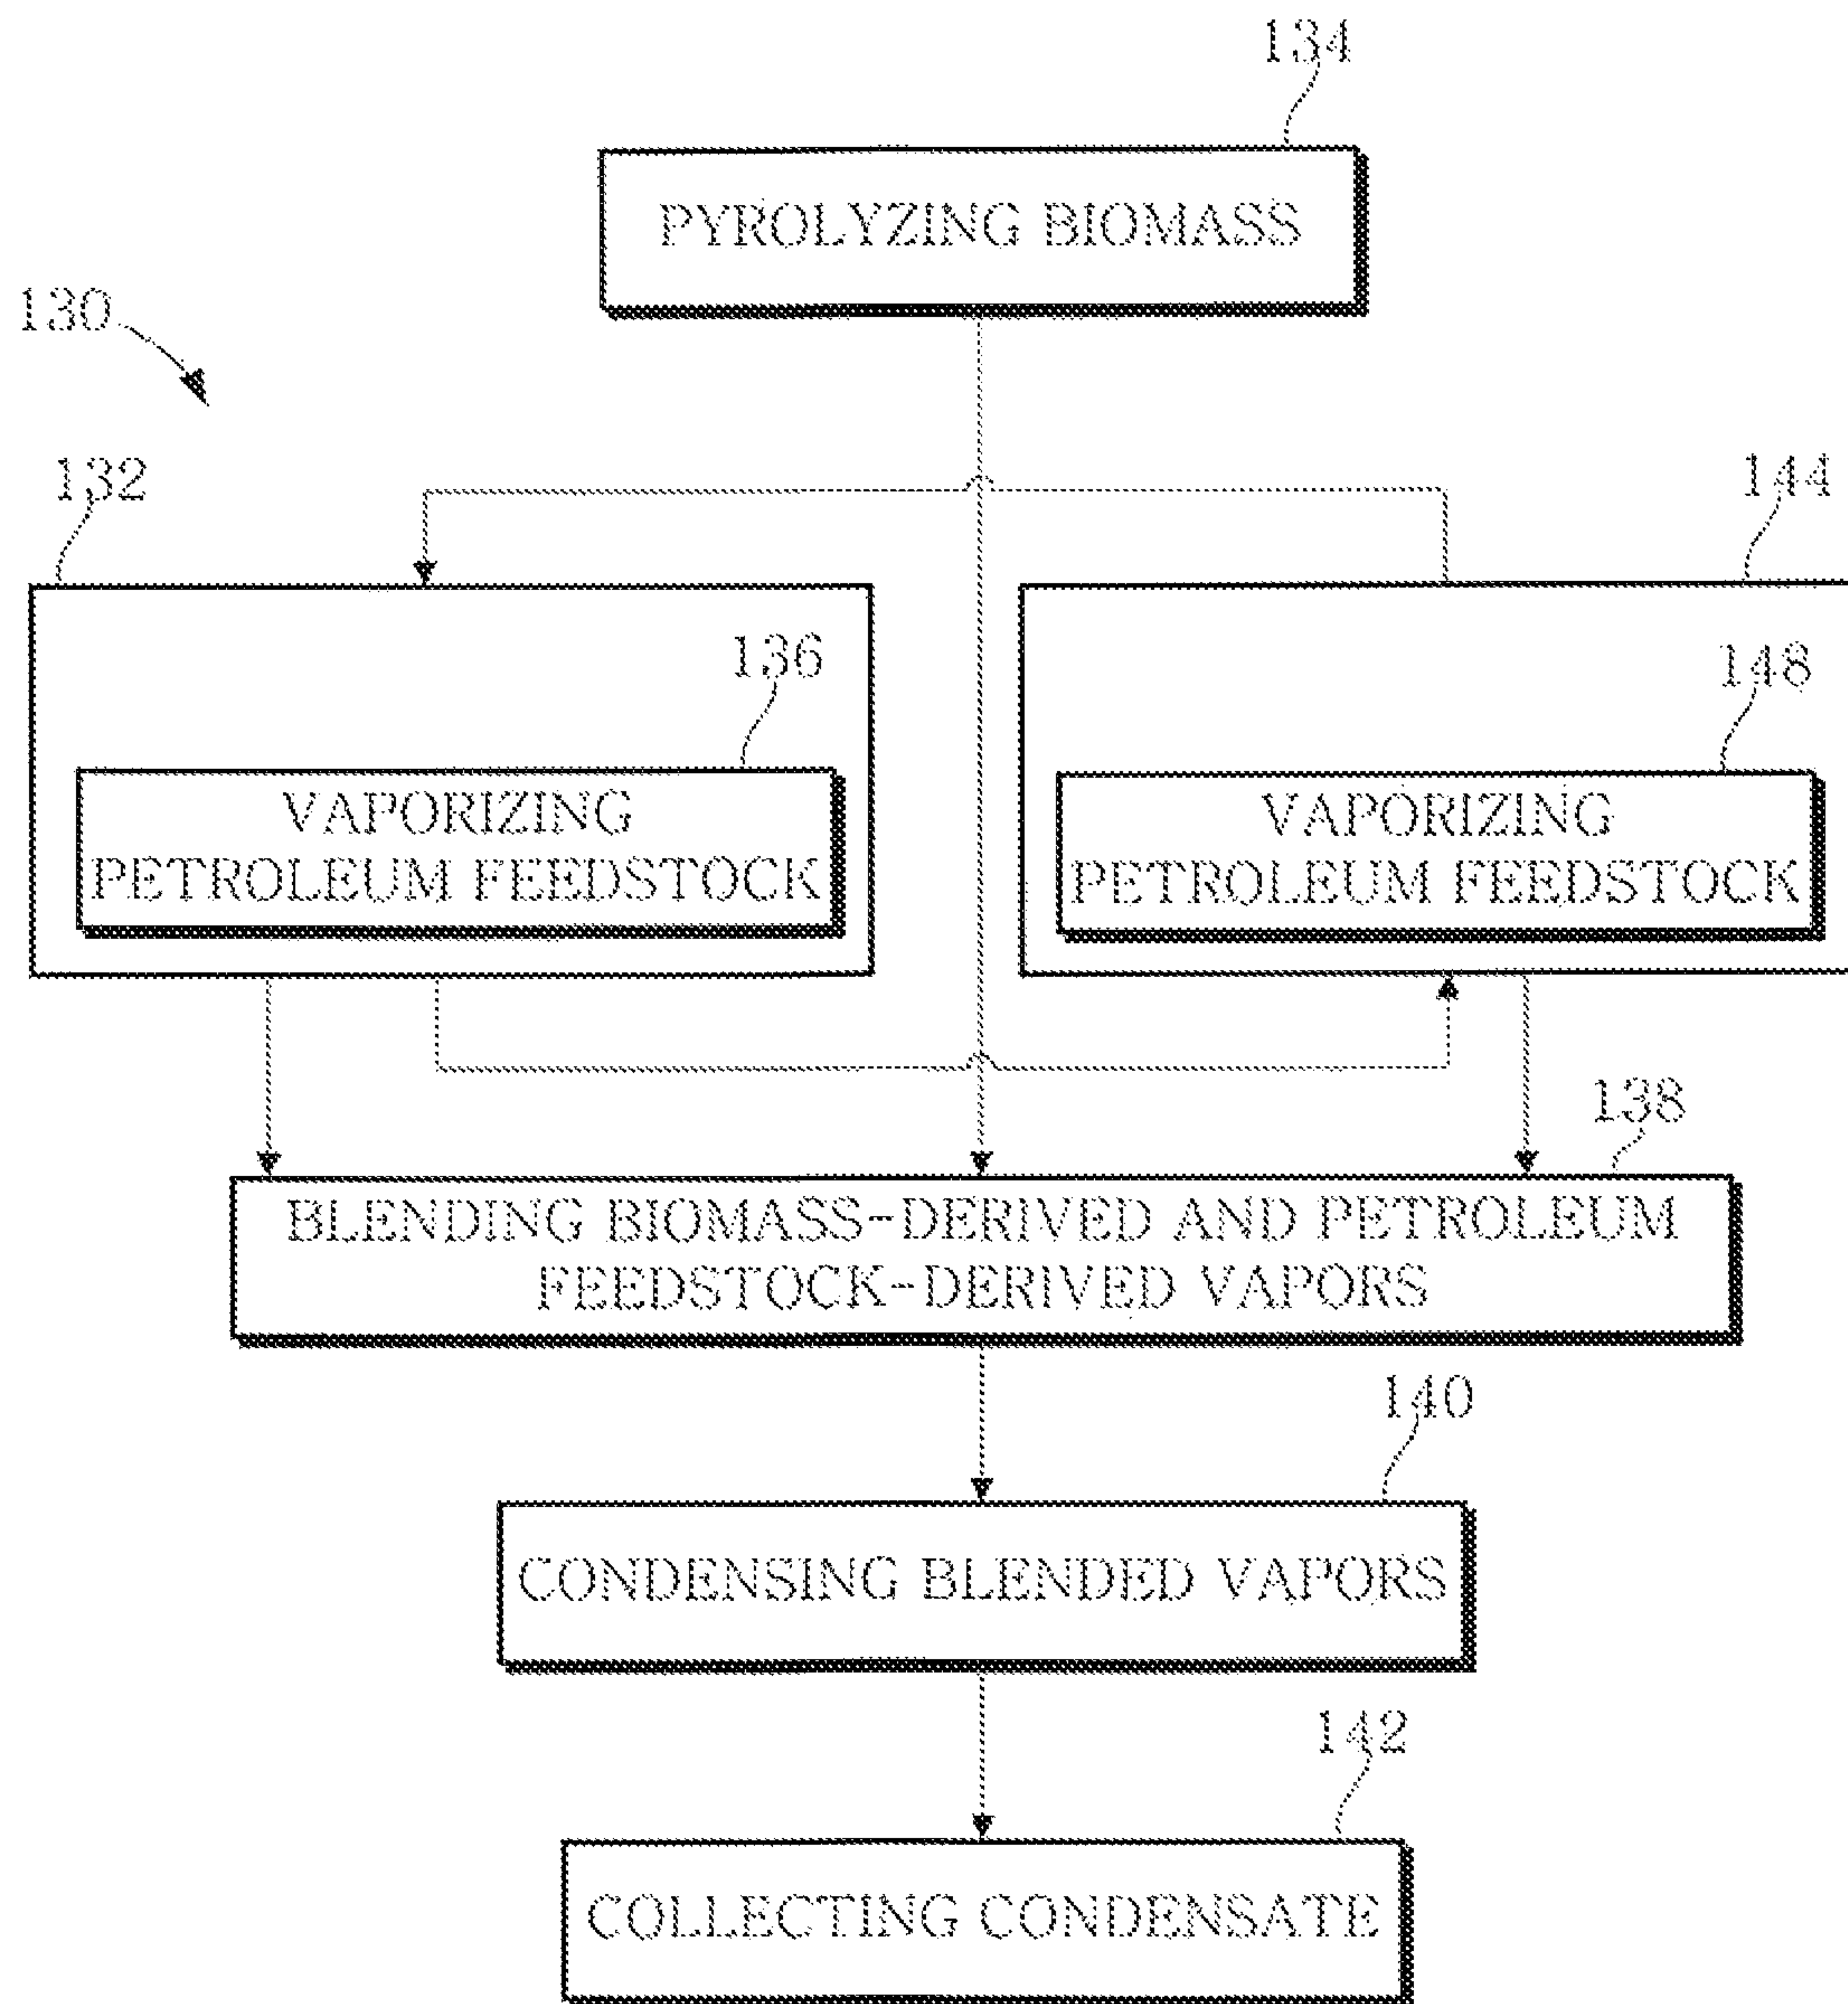 134
PYROLYZING BIOMASS
130
132
144
136
148
VAPORIZING
PETROLEUM FEEDSTOCK
VAPORIZING
PETROLEUM FEEDSTOCK
138
BLENDING BIOMASS-DERIVED AND PETROLEUM
FEEDSTOCK-DERIVED VAPORS
140
CONDENSING BLENDED VAPORS
142
COLLECTING CONDENSATE